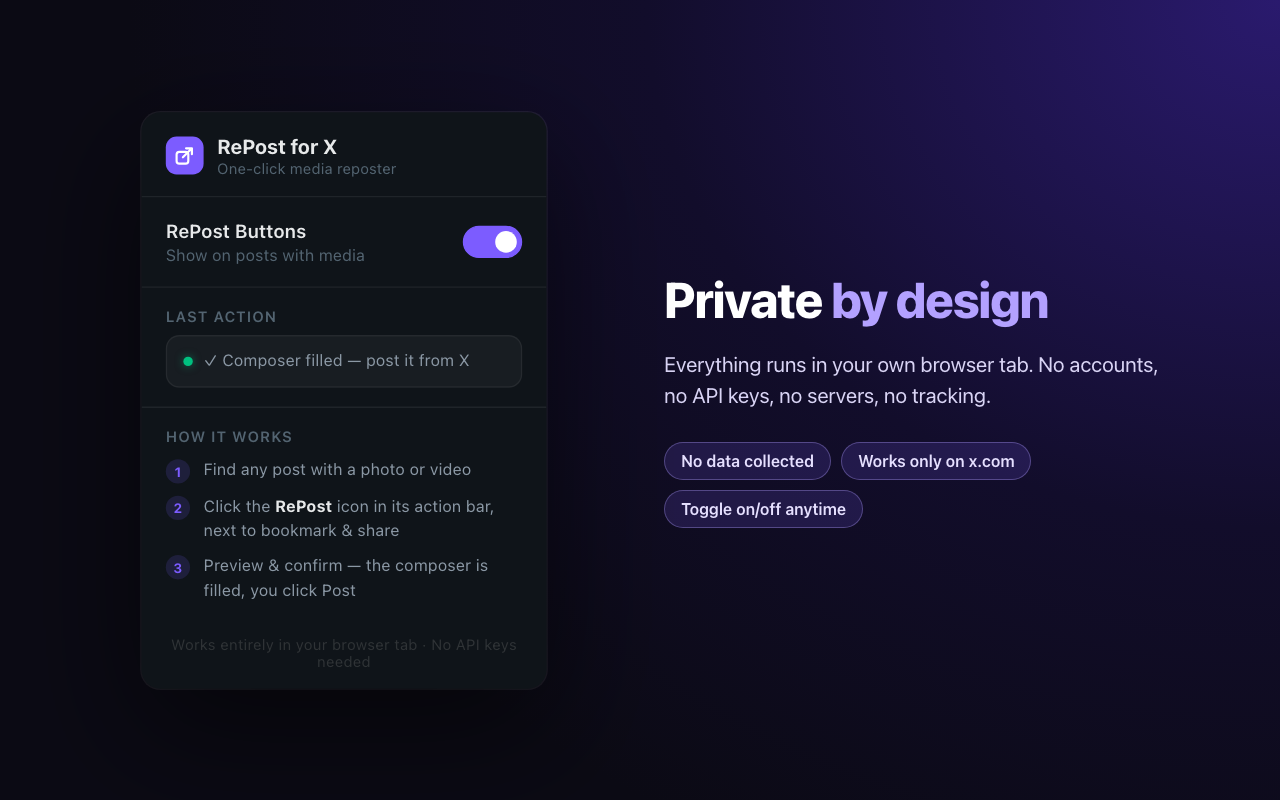 RePost for X
One-click media reposter
RePost Buttons
Show on posts with media
LAST ACTION
✓ Composer filled — post it from X
HOW IT WORKS
1 Find any post with a photo or video
2 Click the RePost icon in its action bar,
next to bookmark & share
3 Preview & confirm — the composer is
filled, you click Post
Works entirely in your browser tab · No API keys
needed
Private by design
Everything runs in your own browser tab. No accounts,
no API keys, no servers, no tracking.
No data collected
Works only on x.com
Toggle on/off anytime